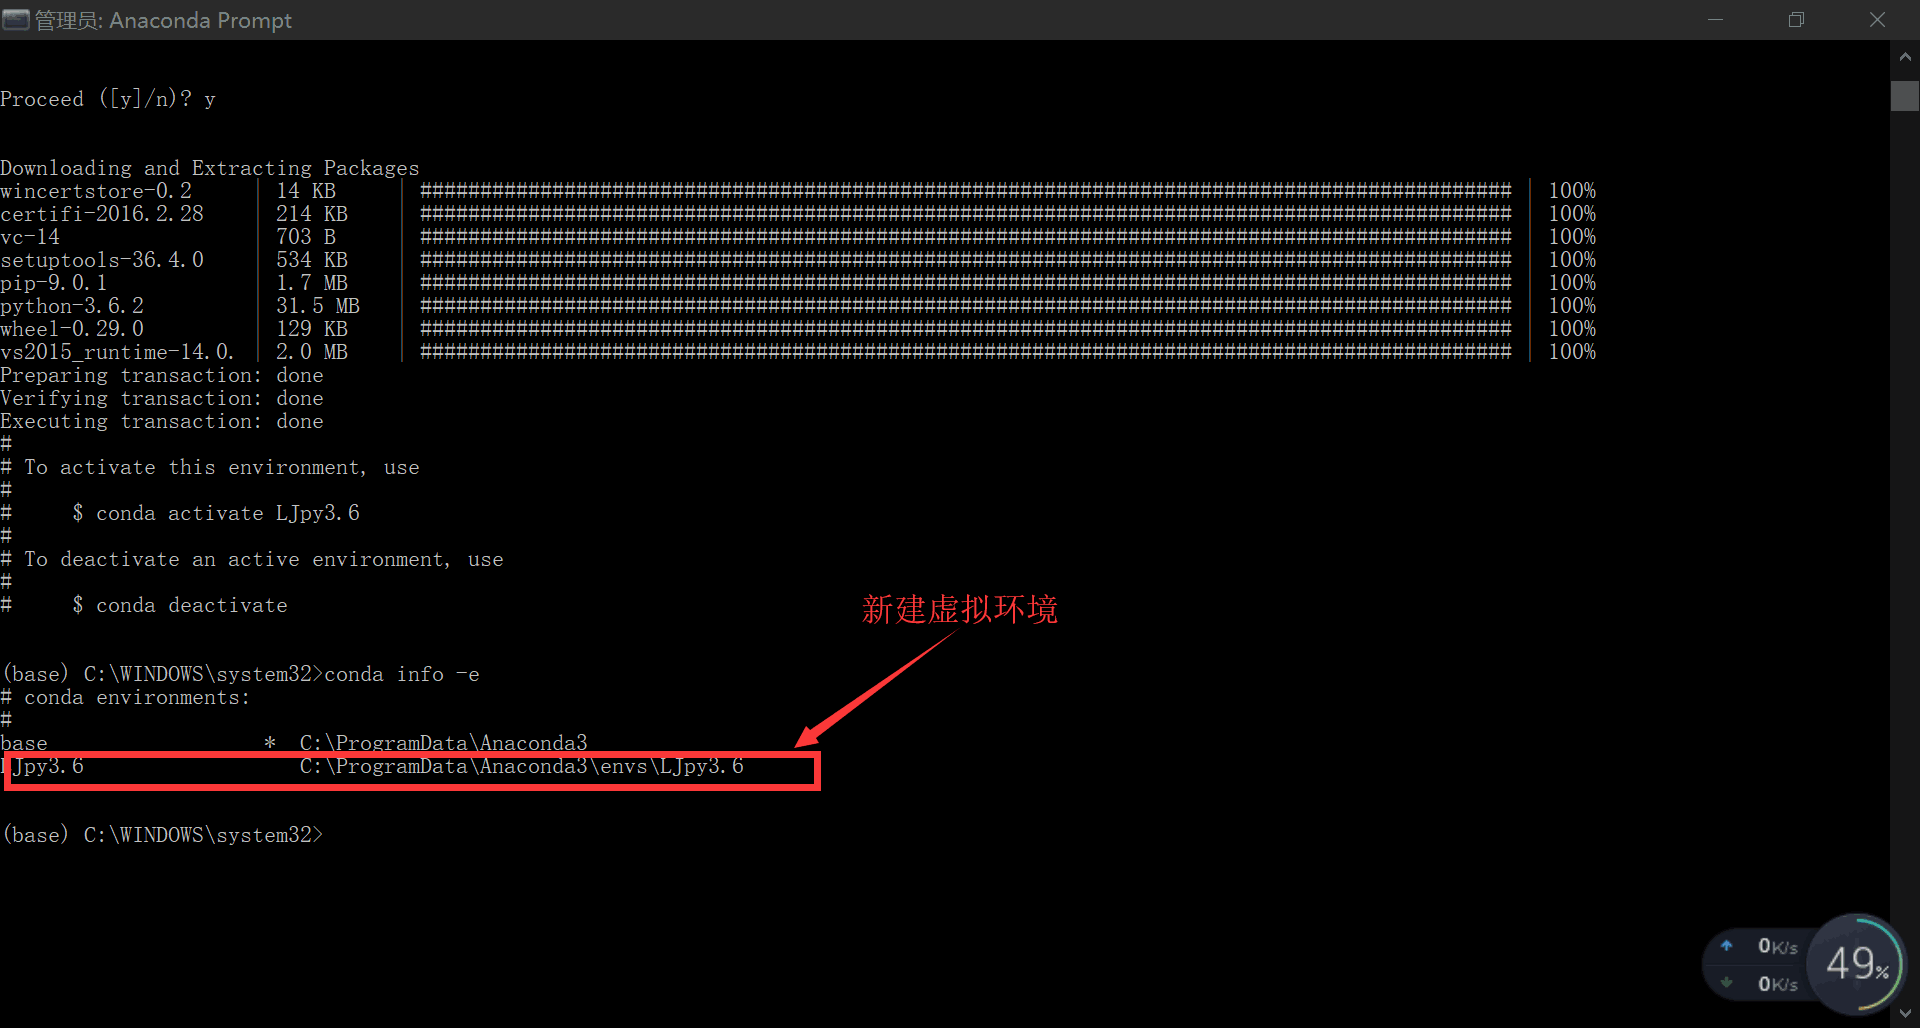 管理员: Anaconda Prompt
Proceed ([y]/n)? y
Downloading and Extracting Packages
wincertstore-0.2 | 14 KB | ########################################################################################### | 100%
certifi-2016.2.28 | 214 KB | ########################################################################################### | 100%
vc-14 | 703 B | ########################################################################################### | 100%
setuptools-36.4.0 | 534 KB | ########################################################################################### | 100%
pip-9.0.1 | 1.7 MB | ########################################################################################### | 100%
python-3.6.2 | 31.5 MB | ########################################################################################### | 100%
wheel-0.29.0 | 129 KB | ########################################################################################### | 100%
vs2015_runtime-14.0. | 2.0 MB | ########################################################################################### | 100%
Preparing transaction: done
Verifying transaction: done
Executing transaction: done
#
# To activate this environment, use
#
#     $ conda activate LJpy3.6
#
# To deactivate an active environment, use
#
#     $ conda deactivate
新建虚拟环境
(base) C:\WINDOWS\system32>conda info -e
# conda environments:
#
base                  *  C:\ProgramData\Anaconda3
LJpy3.6                  C:\ProgramData\Anaconda3\envs\LJpy3.6
(base) C:\WINDOWS\system32>
0K/s
0K/s
49%